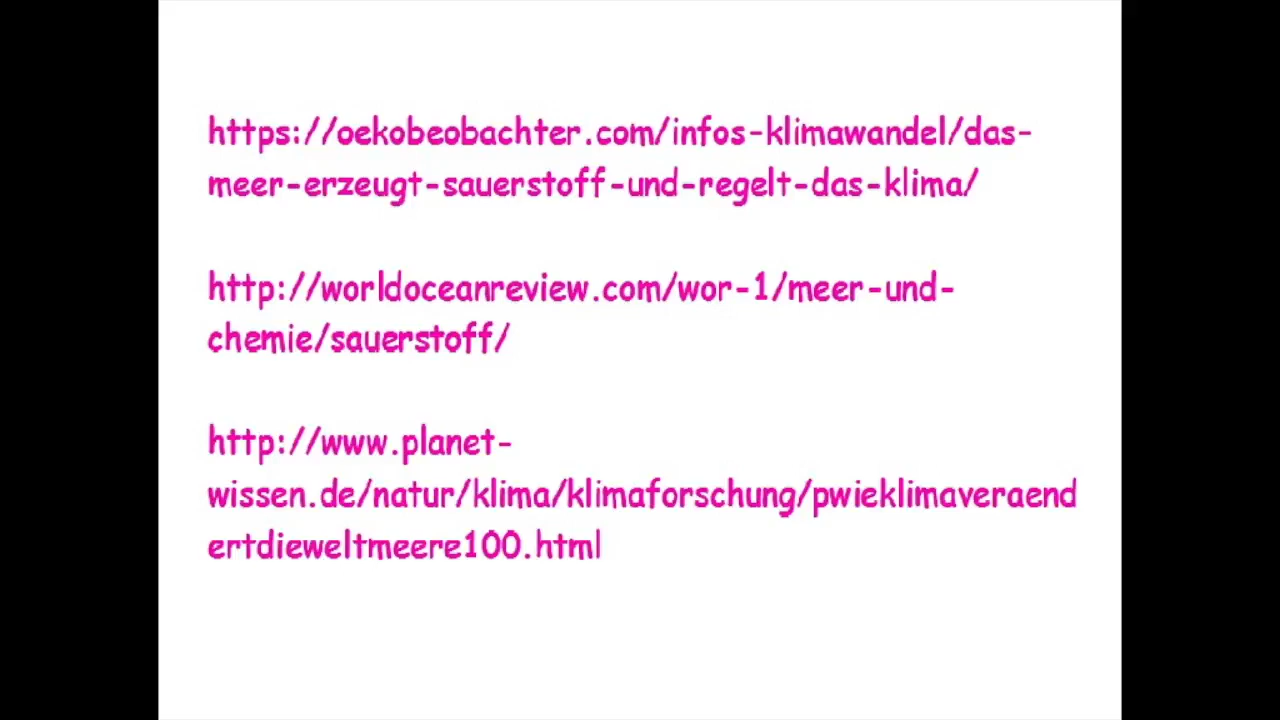 https://oekobeobachter.com/infos-klimawandel/das-
meer-erzeugt-sauerstoff-und-regelt-das-klima/
http://worldoceanreview.com/wor-1/meer-und-
chemie/sauerstoff/
http://www.planet-
wissen.de/natur/klima/klimaforschung/pwieklimaveraend
ertdieweltmeere100.html